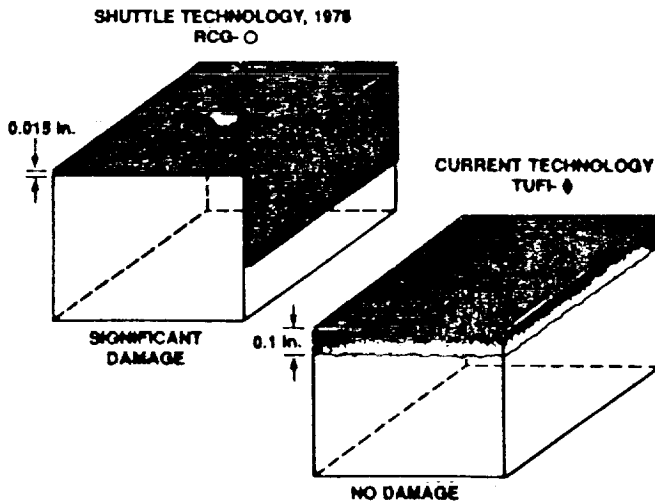 SHUTTLE TECHNOLOGY, 1978
RCG- ○
0.015 in.
SIGNIFICANT
DAMAGE
CURRENT TECHNOLOGY
TUFI- ⧫
0.1 in.
NO DAMAGE